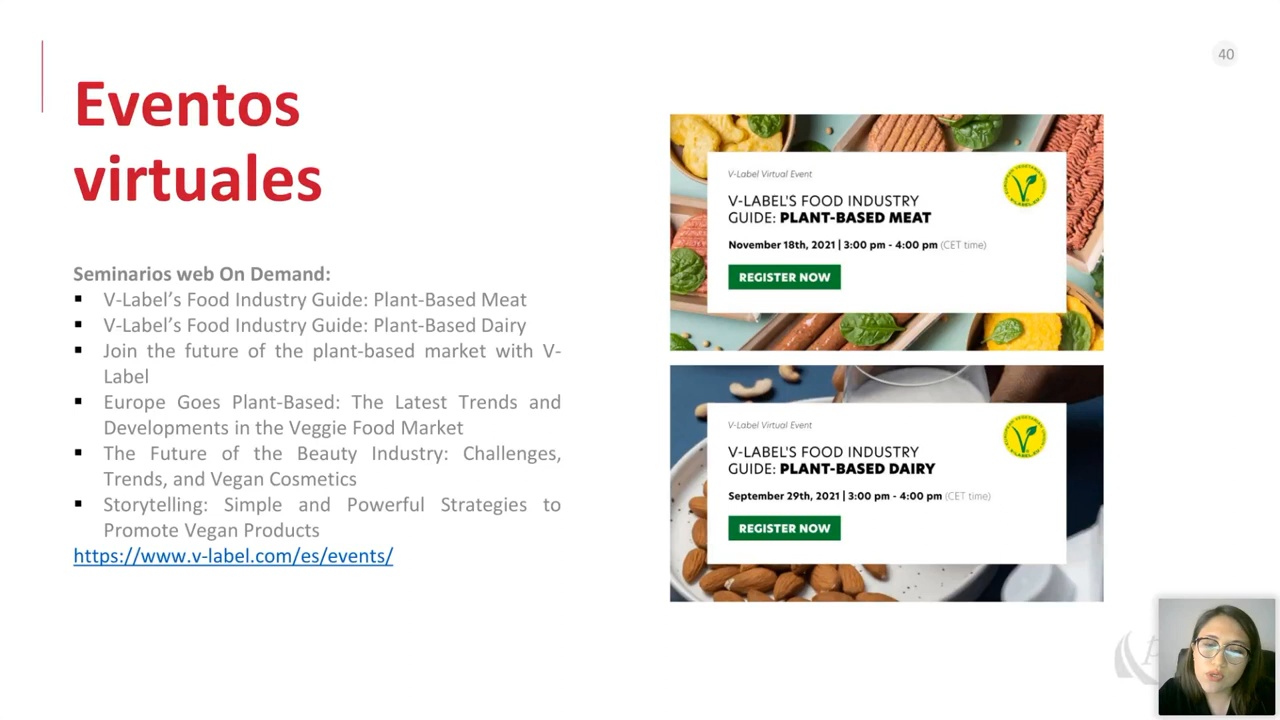 40
Eventos
virtuales
Seminarios web On Demand:
▪ V-Label’s Food Industry Guide: Plant-Based Meat
▪ V-Label’s Food Industry Guide: Plant-Based Dairy
▪ Join the future of the plant-based market with V-
Label
▪ Europe Goes Plant-Based: The Latest Trends and
Developments in the Veggie Food Market
▪ The Future of the Beauty Industry: Challenges,
Trends, and Vegan Cosmetics
▪ Storytelling: Simple and Powerful Strategies to
Promote Vegan Products
https://www.v-label.com/es/events/
V-Label Virtual Event
V-LABEL'S FOOD INDUSTRY
GUIDE: PLANT-BASED MEAT
November 18th, 2021 | 3:00 pm - 4:00 pm (CET time)
REGISTER NOW
V-Label Virtual Event
V-LABEL'S FOOD INDUSTRY
GUIDE: PLANT-BASED DAIRY
September 29th, 2021 | 3:00 pm - 4:00 pm (CET time)
REGISTER NOW